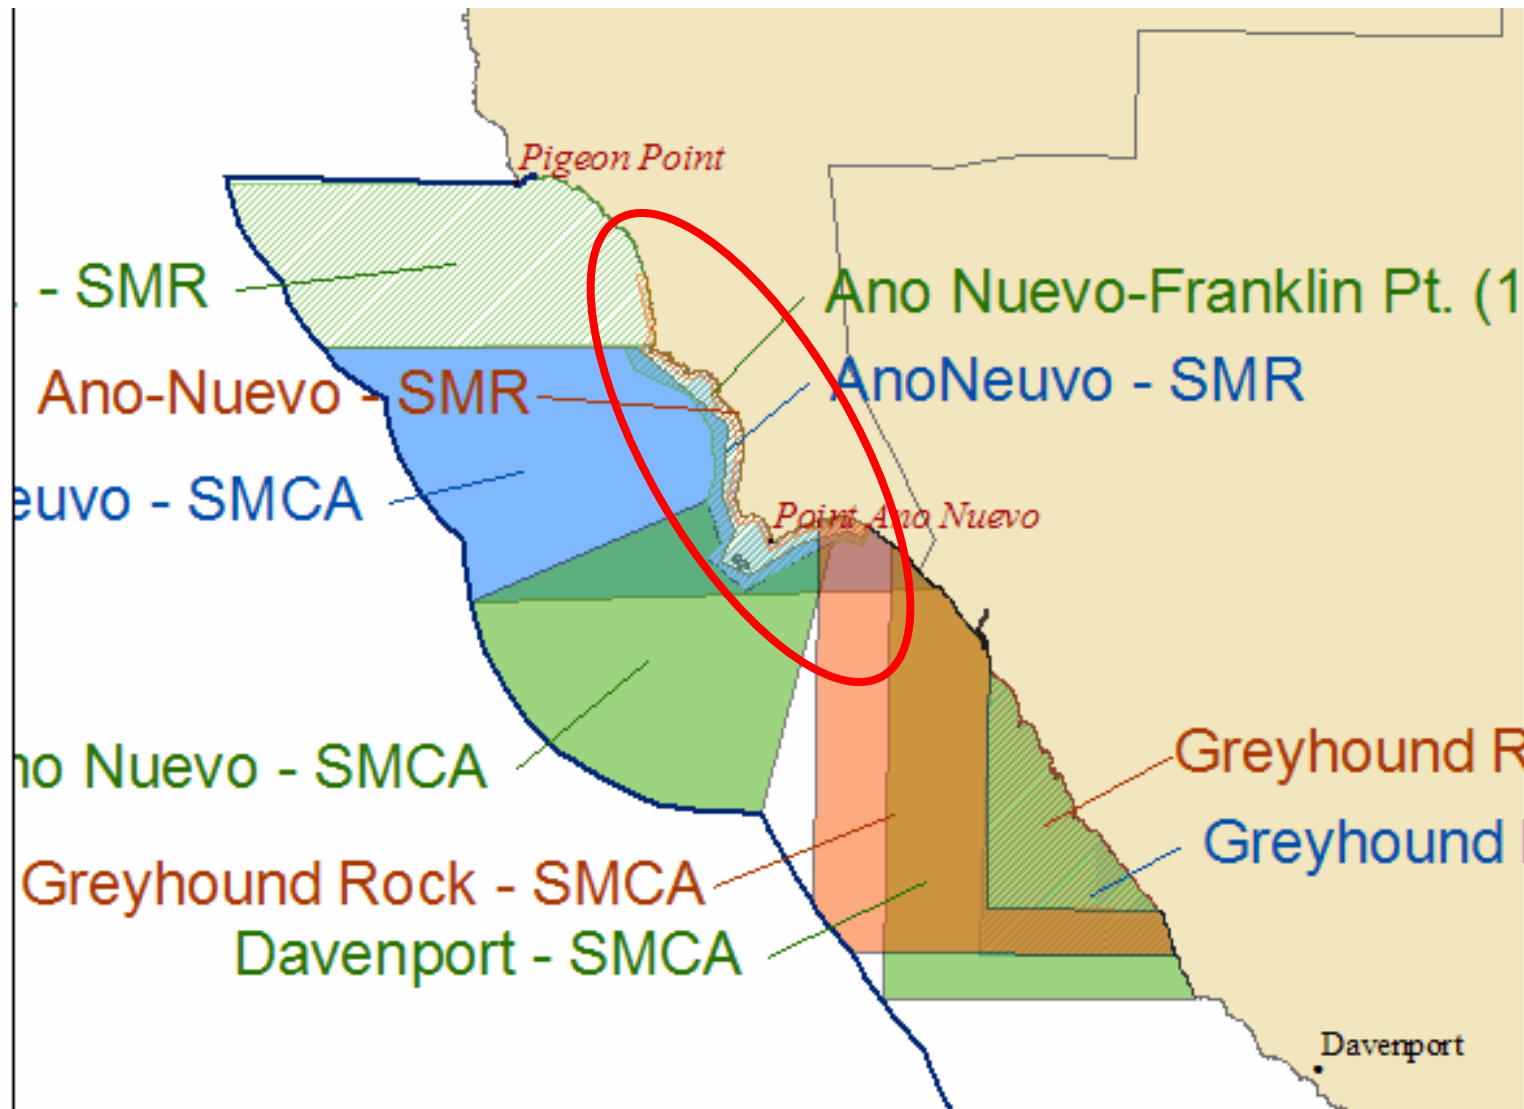 Pigeon Point
- SMR
Ano Nuevo-Franklin Pt. (1
Ano-Nuevo - SMR
AnoNeuvo - SMR
euvo - SMCA
Point Ano Nuevo
no Nuevo - SMCA
Greyhound R
Greyhound
Greyhound Rock - SMCA
Davenport - SMCA
Davenport